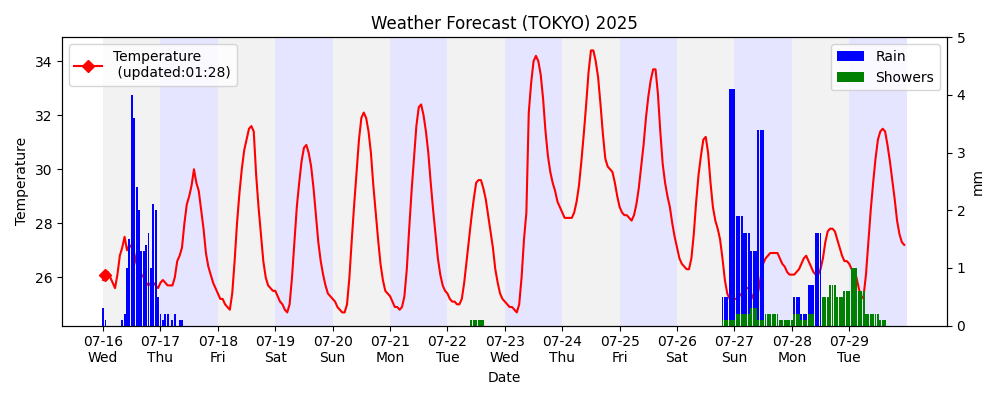 Weather Forecast (TOKYO) 2025
Temperature
(updated:01:28)
Rain
Showers
Temperature
34
32
30
28
26
5
4
3
2
1
0
mm
07-16 07-17 07-18 07-19 07-20 07-21 07-22 07-23 07-24 07-25 07-26 07-27 07-28 07-29
Wed Thu Fri Sat Sun Mon Tue Wed Thu Fri Sat Sun Mon Tue
Date